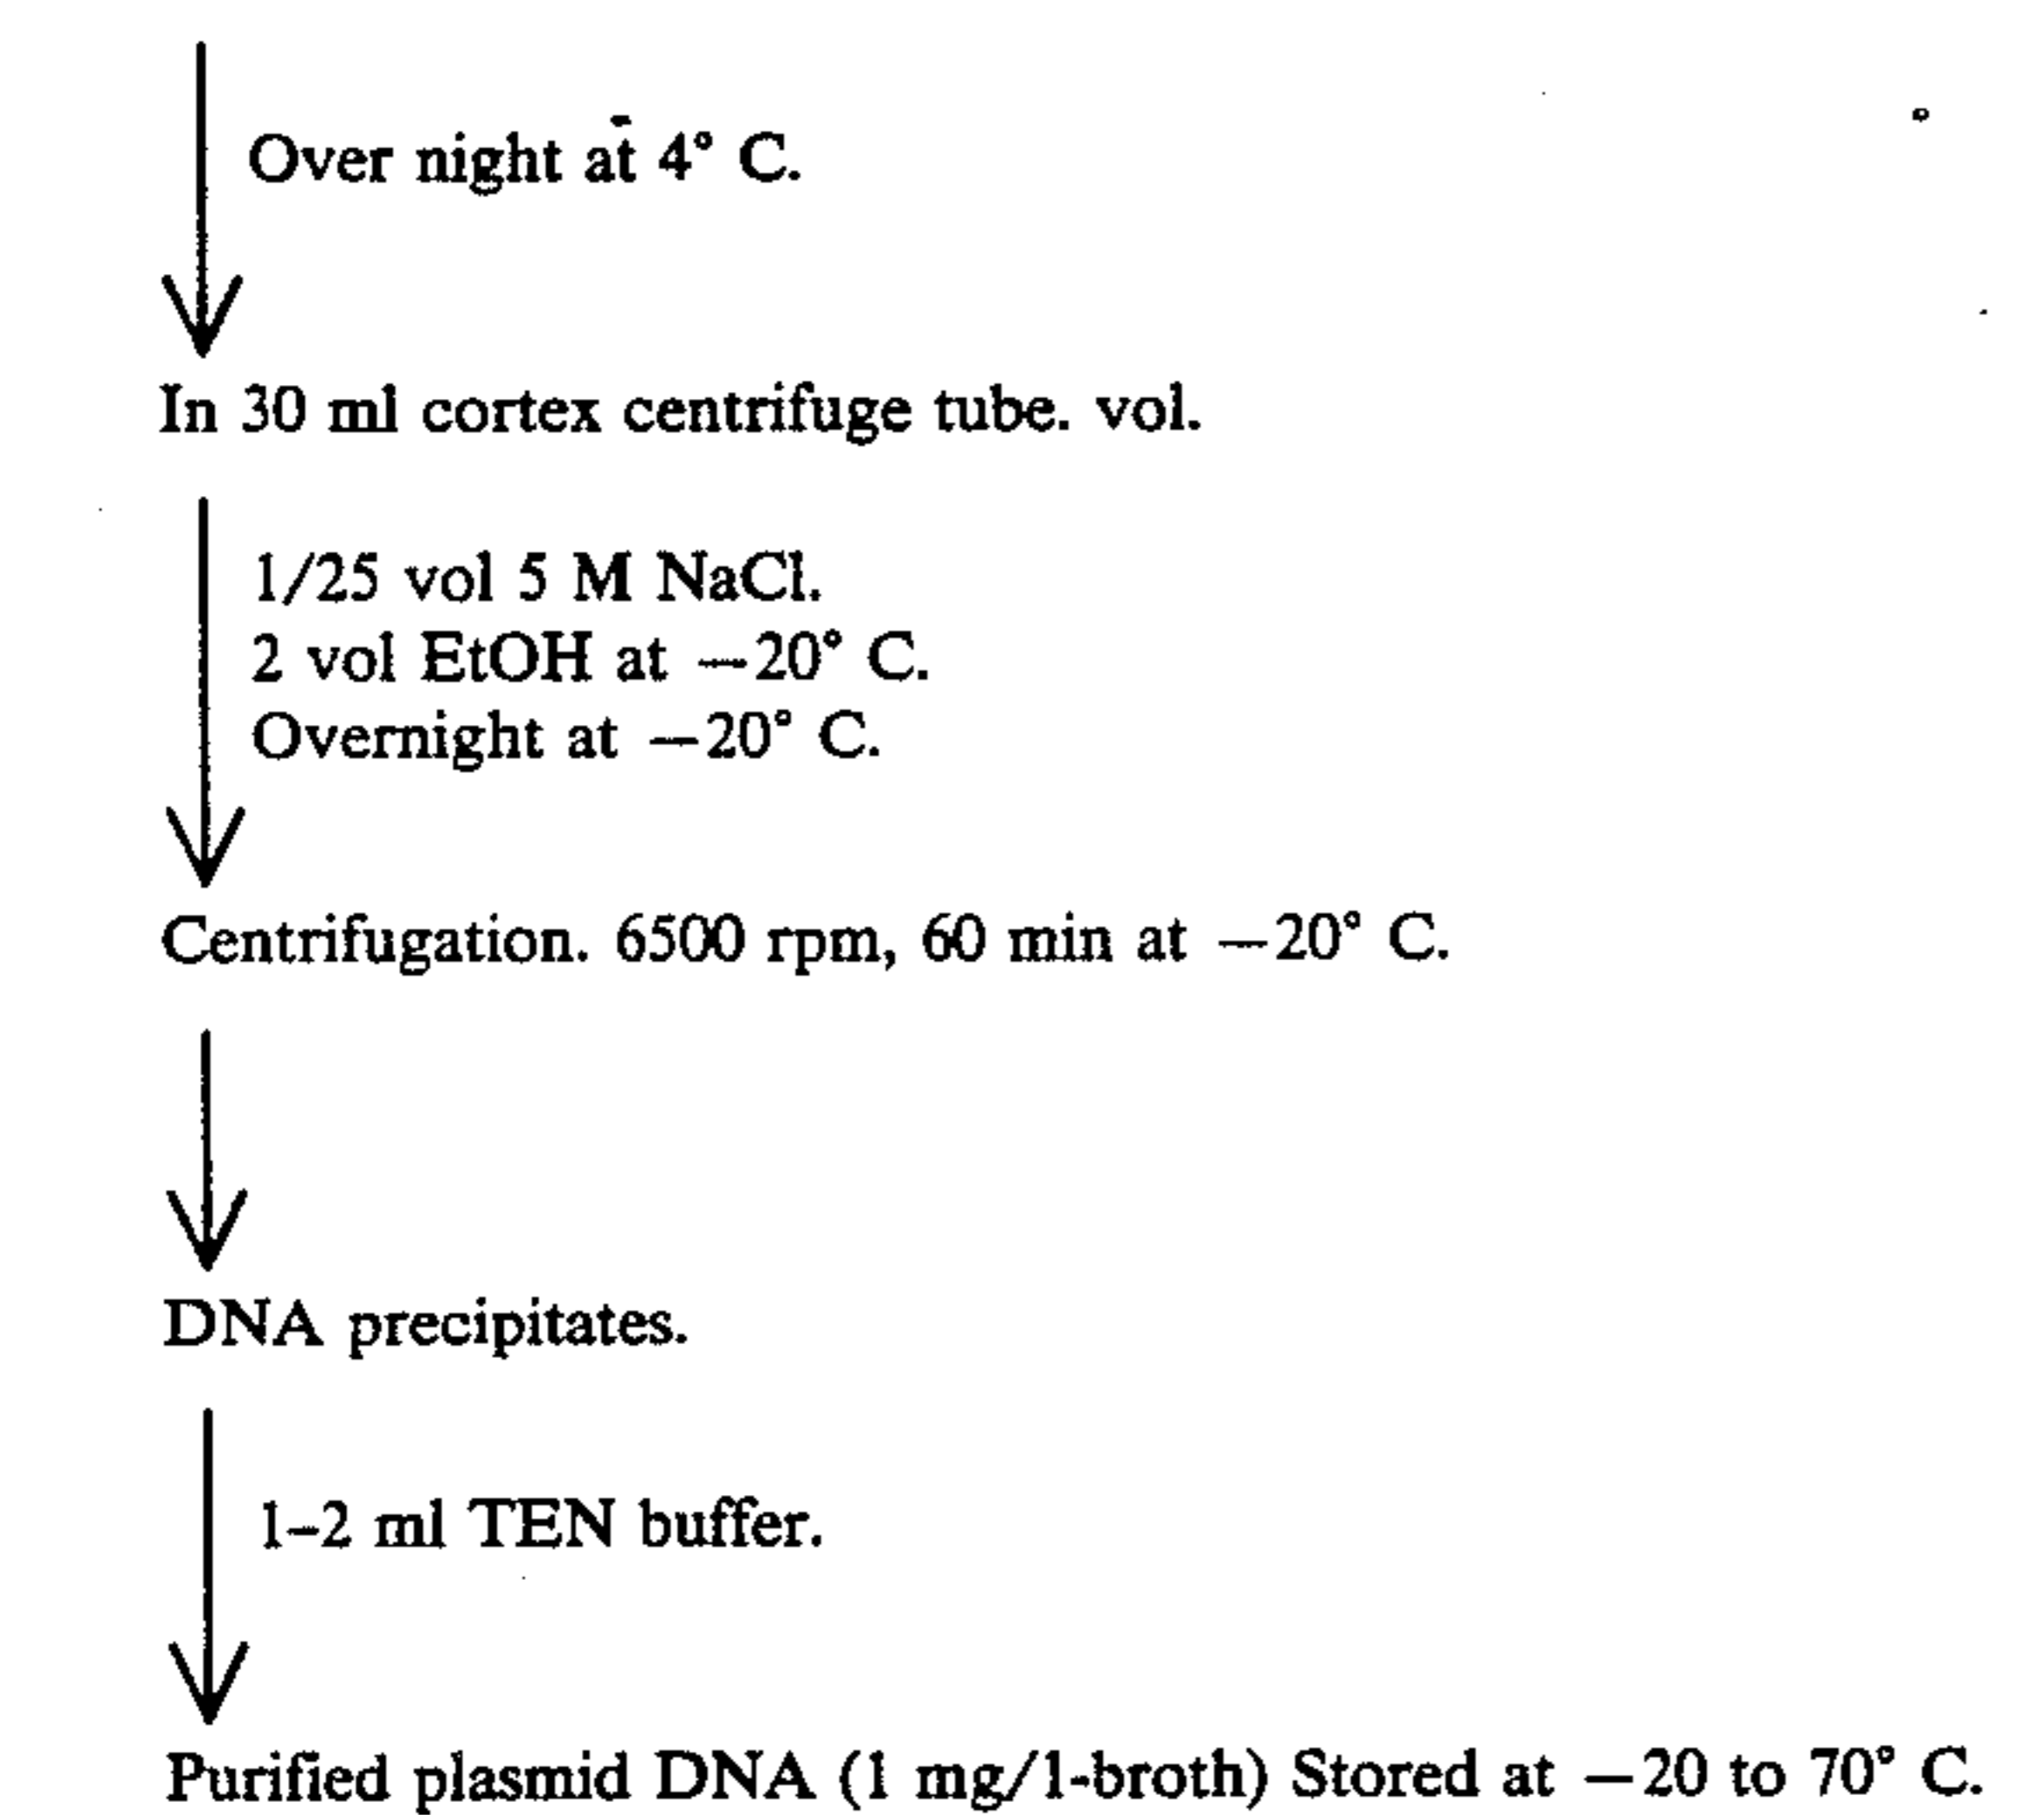 Over night at 4° C.
In 30 ml cortex centrifuge tube. vol.
1/25 vol 5 M NaCl.
2 vol EtOH at −20° C.
Overnight at −20° C.
Centrifugation. 6500 rpm, 60 min at −20° C.
DNA precipitates.
1–2 ml TEN buffer.
Purified plasmid DNA (1 mg/1-broth) Stored at −20 to 70° C.